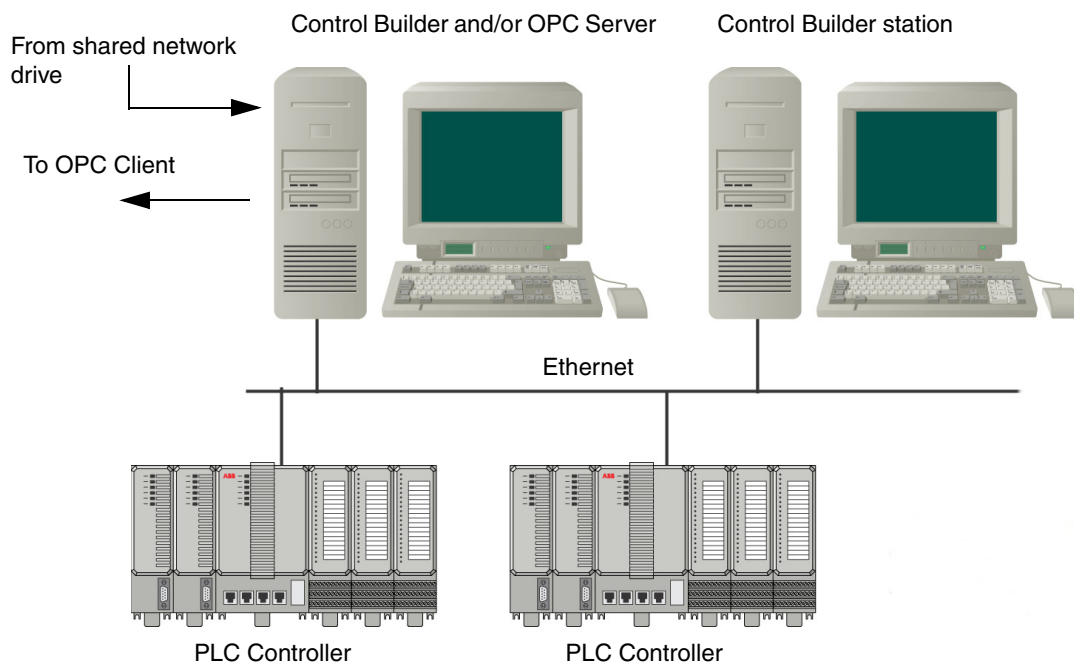 Control Builder and/or OPC Server
Control Builder station
From shared network
drive
To OPC Client
Ethernet
ABB
ABB
PLC Controller
PLC Controller